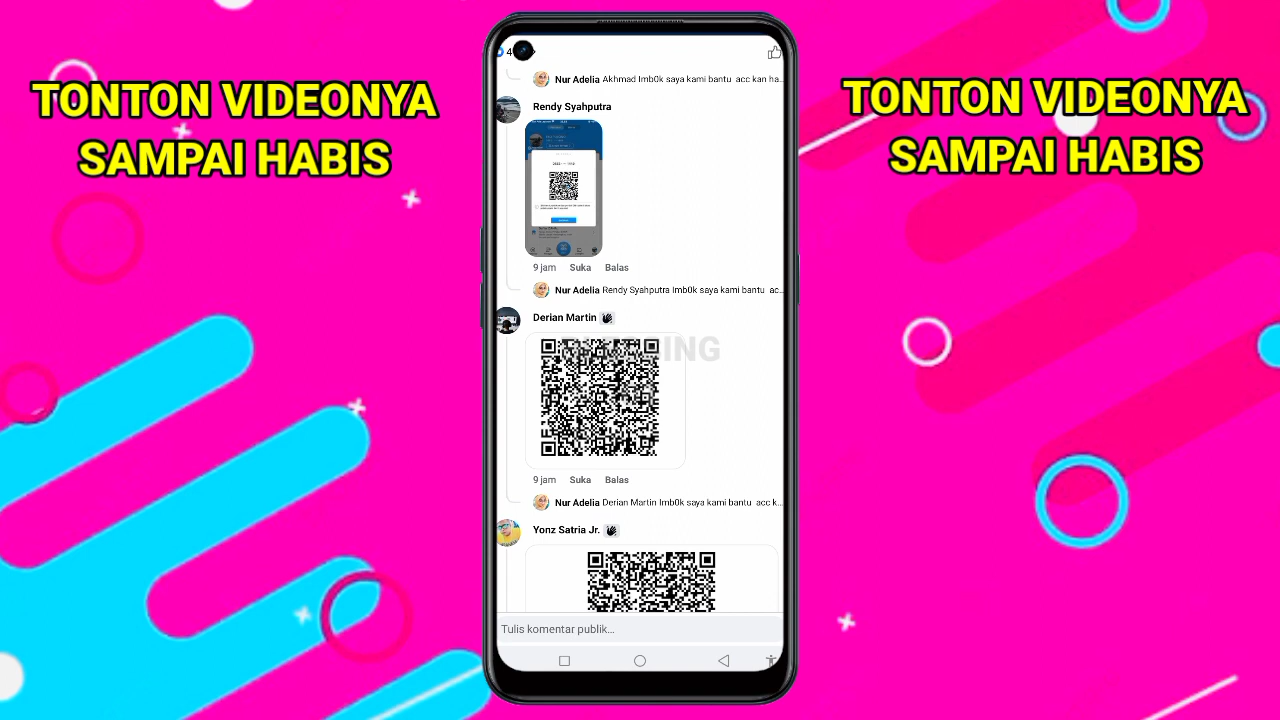 TONTON VIDEONYA
SAMPAI HABIS
TONTON VIDEONYA
SAMPAI HABIS
4
Nur Adelia Akhmad Imb0k saya kami bantu acc kan ha...
Rendy Syahputra
9 jam Suka Balas
Nur Adelia Rendy Syahputra Imb0k saya kami bantu ac...
Derian Martin
ING
9 jam Suka Balas
Nur Adelia Derian Martin Imb0k saya kami bantu acc k...
Yonz Satria Jr.
Tulis komentar publik...